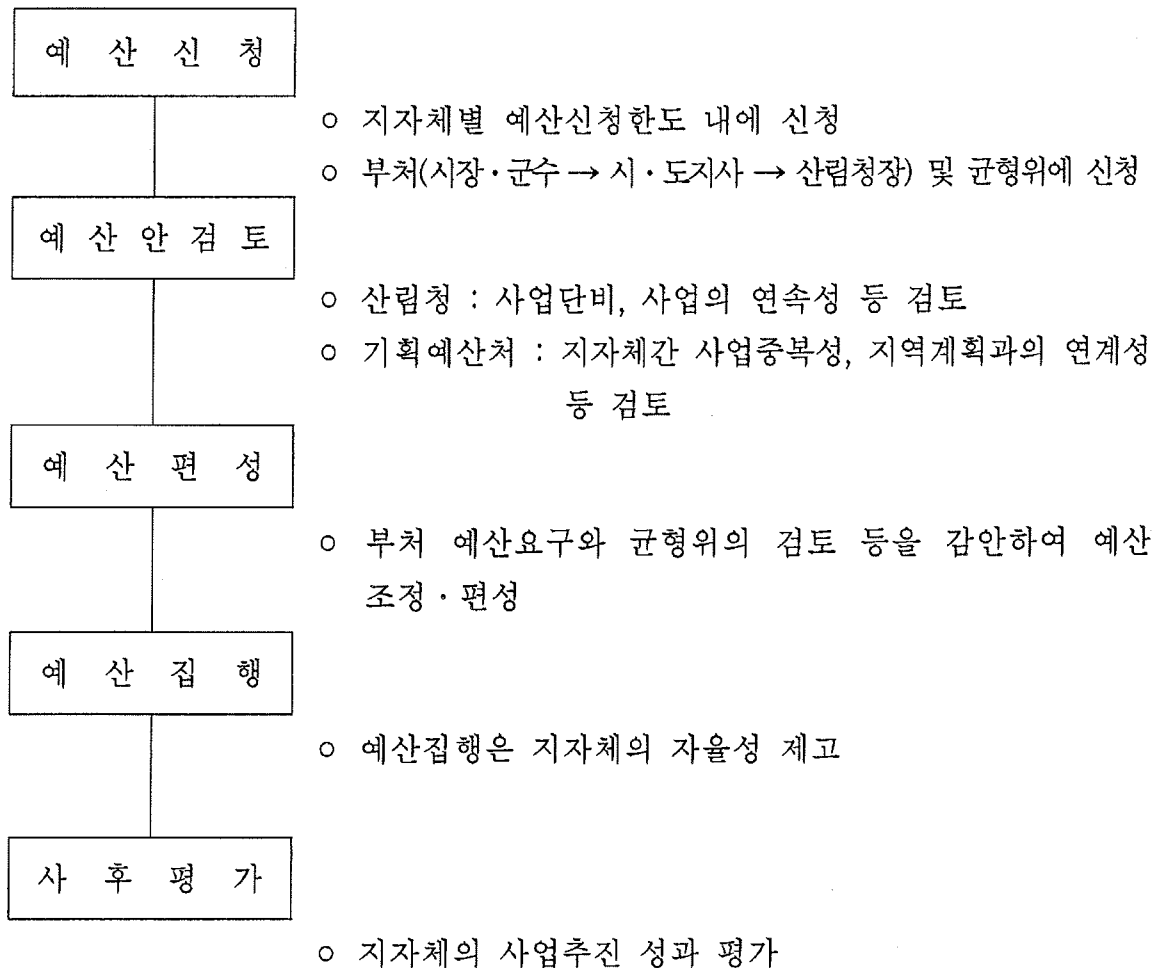 예 산 신 청
○ 지자체별 예산신청한도 내에 신청
○ 부처(시장·군수 → 시·도지사 → 산림청장) 및 균형위에 신청
예 산 안 검 토
○ 산림청 : 사업단비, 사업의 연속성 등 검토
○ 기획예산처 : 지자체간 사업중복성, 지역계획과의 연계성
등 검토
예 산 편 성
○ 부처 예산요구와 균형위의 검토 등을 감안하여 예산
조정·편성
예 산 집 행
○ 예산집행은 지자체의 자율성 제고
사 후 평 가
○ 지자체의 사업추진 성과 평가